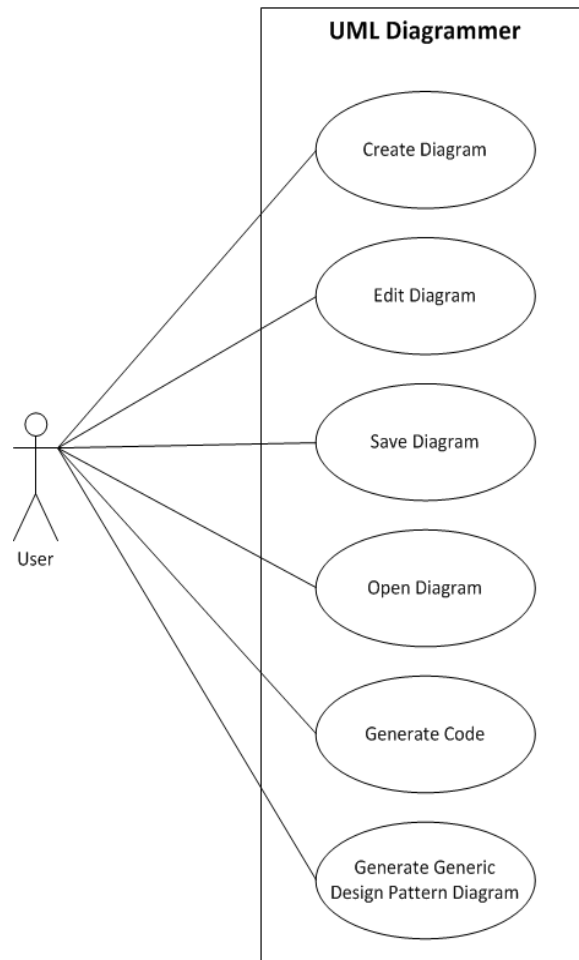 UML Diagrammer
Create Diagram
Edit Diagram
Save Diagram
User
Open Diagram
Generate Code
Generate Generic
Design Pattern Diagram